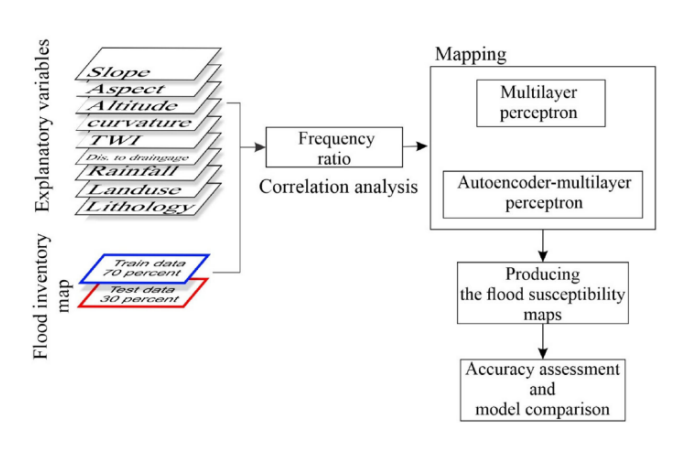 Explanatory variables
Slope
Aspect
Altitude
curvature
TWI
Dis. to draingage
Rainfall
Landuse
Lithology
Flood inventory
map
Train data
70 percent
Test data
30 percent
Frequency
ratio
Correlation analysis
Mapping
Multilayer
perceptron
Autoencoder-multilayer
perceptron
Producing
the flood susceptibility
maps
Accuracy assessment
and
model comparison